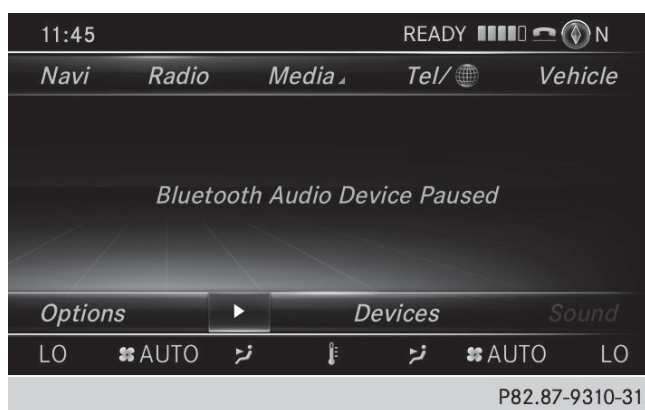 11:45 READY N
Navi Radio Media Tel/ Vehicle
Bluetooth Audio Device Paused
Options Devices Sound
LO AUTO AUTO LO
P82.87-9310-31